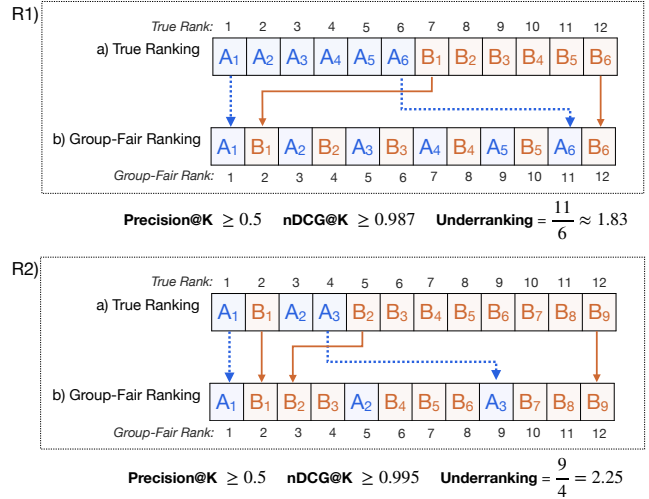 R1)
True Rank: 1 2 3 4 5 6 7 8 9 10 11 12
a) True Ranking A1 A2 A3 A4 A5 A6 B1 B2 B3 B4 B5 B6
b) Group-Fair Ranking A1 B1 A2 B2 A3 B3 A4 B4 A5 B5 A6 B6
Group-Fair Rank: 1 2 3 4 5 6 7 8 9 10 11 12
Precision@K ≥ 0.5 nDCG@K ≥ 0.987 Underranking = 11/6 ≈ 1.83
R2)
True Rank: 1 2 3 4 5 6 7 8 9 10 11 12
a) True Ranking A1 B1 A2 A3 B2 B3 B4 B5 B6 B7 B8 B9
b) Group-Fair Ranking A1 B1 B2 B3 A2 B4 B5 B6 A3 B7 B8 B9
Group-Fair Rank: 1 2 3 4 5 6 7 8 9 10 11 12
Precision@K ≥ 0.5 nDCG@K ≥ 0.995 Underranking = 9/4 = 2.25